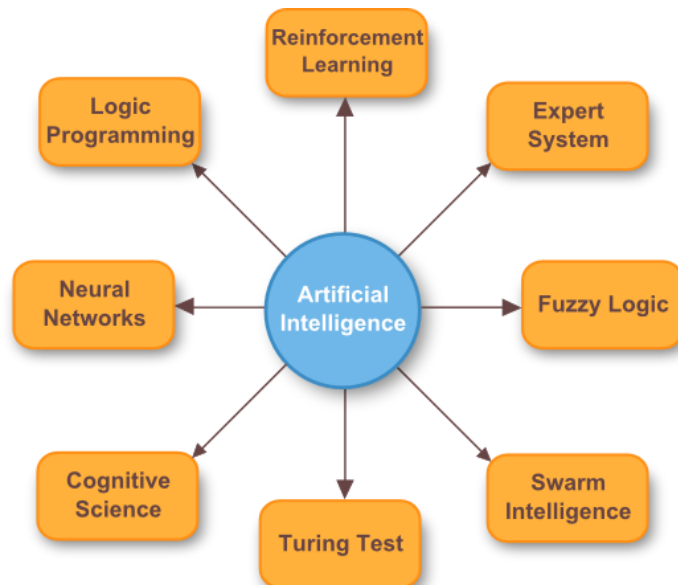 Reinforcement
Learning
Logic
Programming
Expert
System
Neural
Networks
Artificial
Intelligence
Fuzzy Logic
Cognitive
Science
Swarm
Intelligence
Turing Test